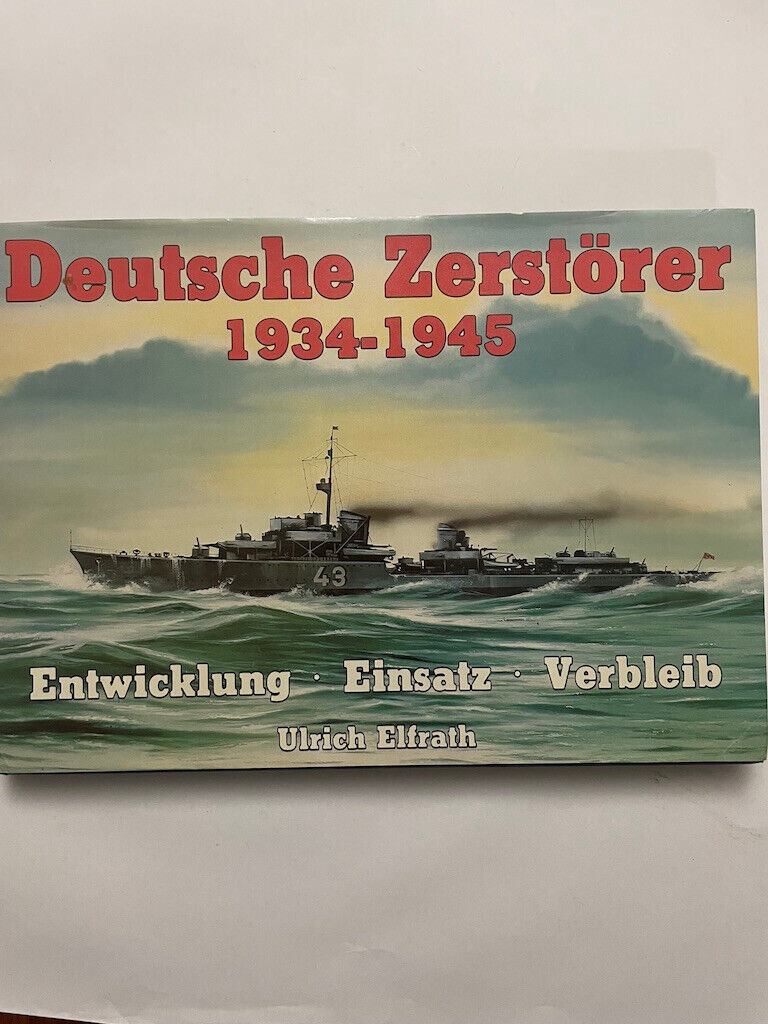 Deutsche Zerstörer
1934-1945
43
Entwicklung · Einsatz · Verbleib
Ulrich Elfrath